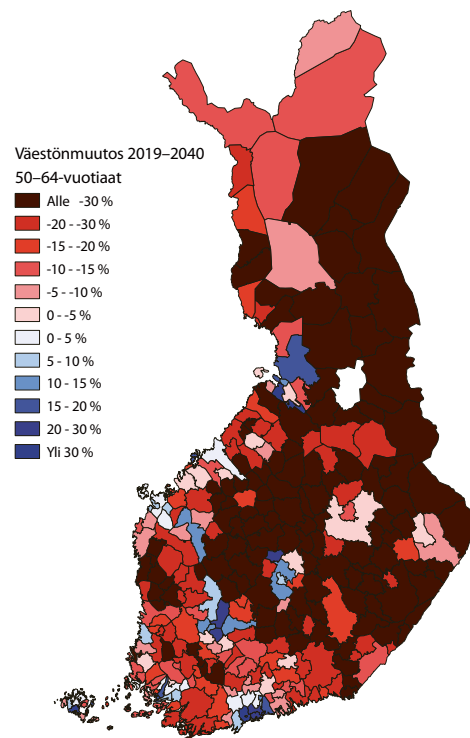 Väestönmuutos 2019–2040
50–64-vuotiaat
Alle -30 %
-20 - -30 %
-15 - -20 %
-10 - -15 %
-5 - -10 %
0 - -5 %
0 - 5 %
5 - 10 %
10 - 15 %
15 - 20 %
20 - 30 %
Yli 30 %